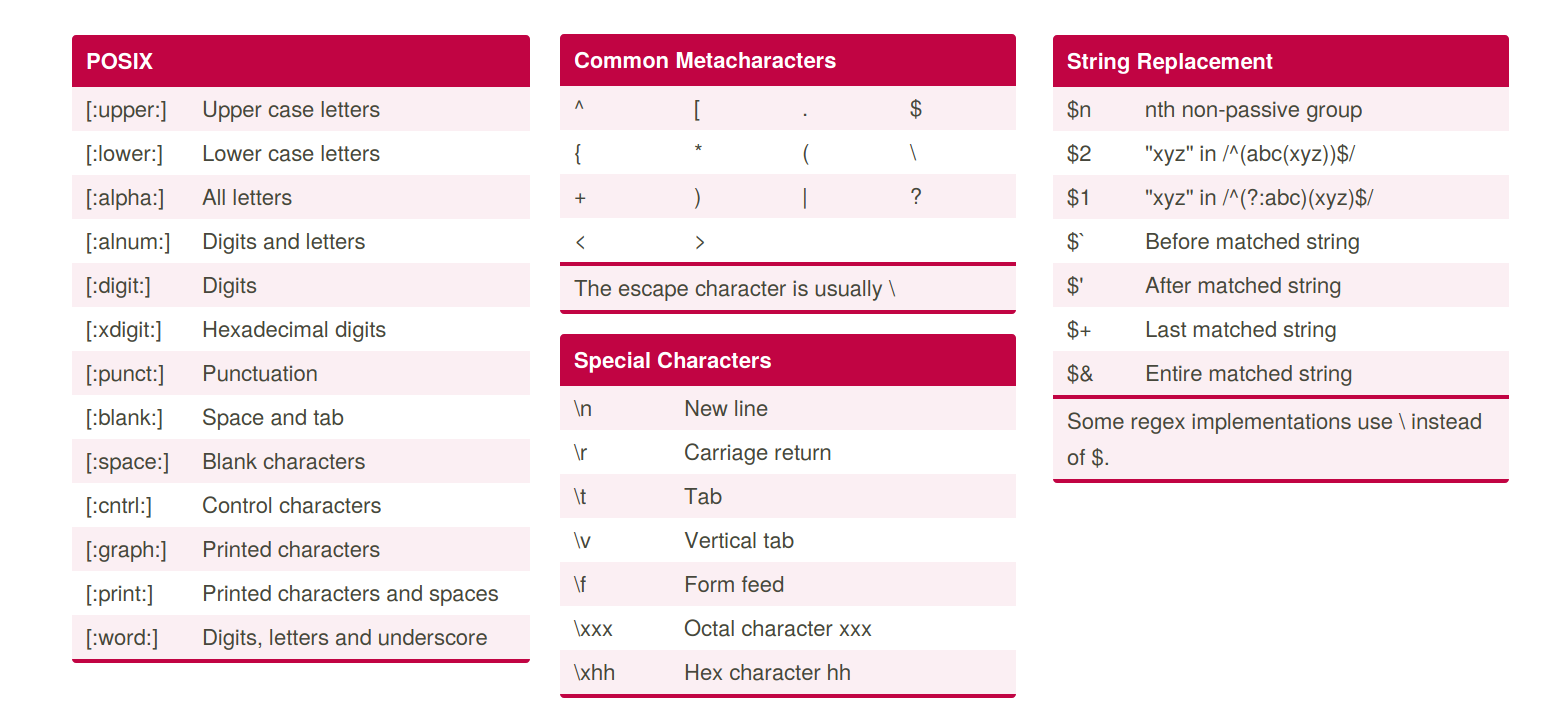 POSIX
[:upper:] Upper case letters
[:lower:] Lower case letters
[:alpha:] All letters
[:alnum:] Digits and letters
[:digit:] Digits
[:xdigit:] Hexadecimal digits
[:punct:] Punctuation
[:blank:] Space and tab
[:space:] Blank characters
[:cntrl:] Control characters
[:graph:] Printed characters
[:print:] Printed characters and spaces
[:word:] Digits, letters and underscore
Common Metacharacters
^ [ . $
{ * ( \
+ ) | ?
< >
The escape character is usually \
Special Characters
\n New line
\r Carriage return
\t Tab
\v Vertical tab
\f Form feed
\xxx Octal character xxx
\xhh Hex character hh
String Replacement
$n nth non-passive group
$2 "xyz" in /^(abc(xyz))$/
$1 "xyz" in /^(?:abc)(xyz)$/
$` Before matched string
$' After matched string
$+ Last matched string
$& Entire matched string
Some regex implementations use \ instead
of $.